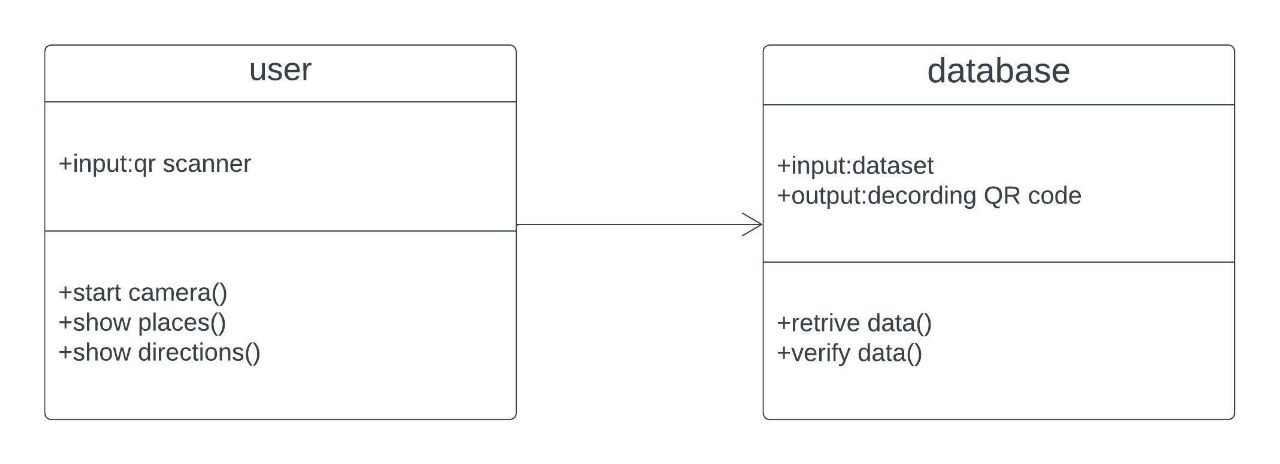 user
+input:qr scanner
+start camera()
+show places()
+show directions()
database
+input:dataset
+output:decording QR code
+retrive data()
+verify data()